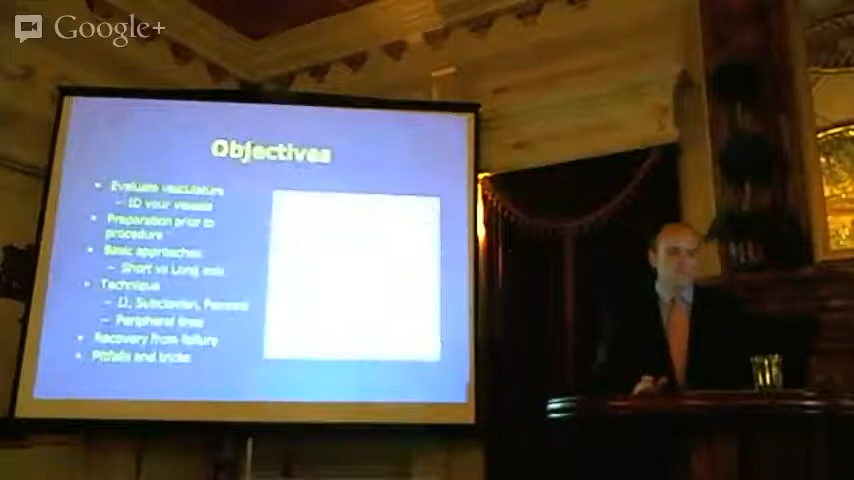 Google+
Objectives
• Evaluate vasculature
– ID your vessels
• Preparation prior to
procedure
• Basic approaches
– Short vs Long axis
• Technique
– IJ, Subclavian, Femoral
– Peripheral lines
• Recovery from failure
• Pitfalls and tricks